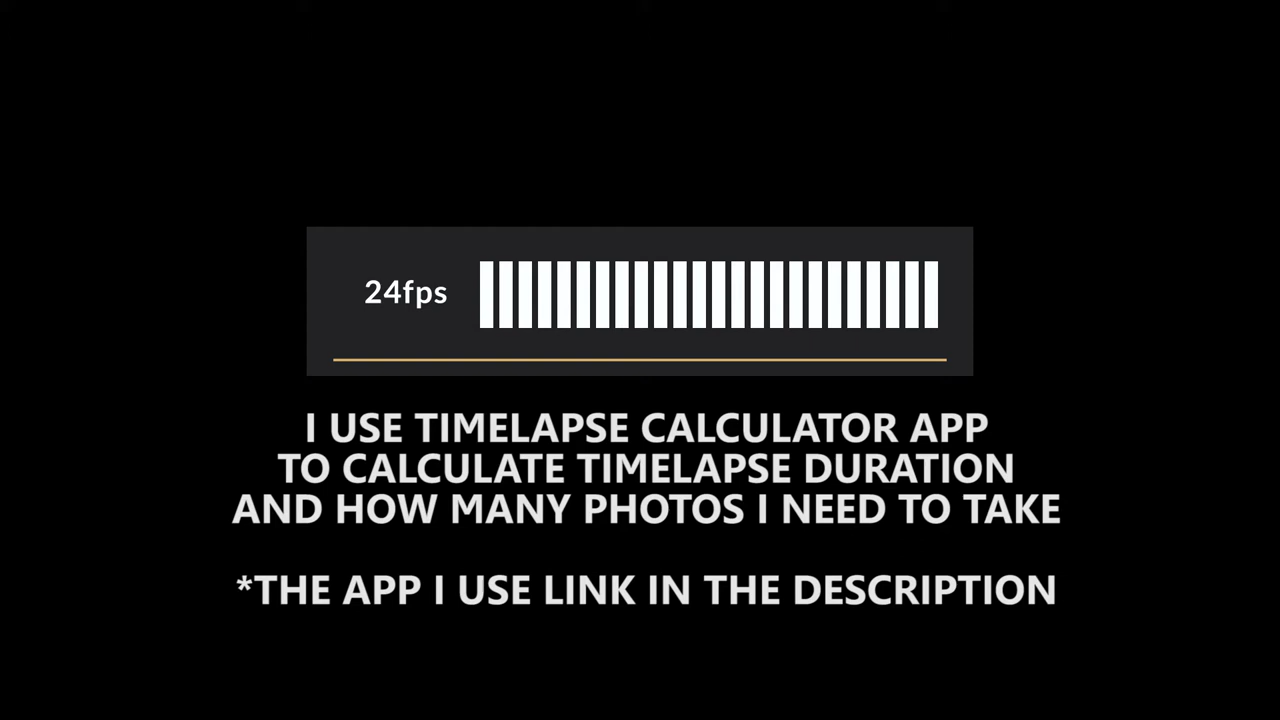 24fps
I USE TIMELAPSE CALCULATOR APP
TO CALCULATE TIMELAPSE DURATION
AND HOW MANY PHOTOS I NEED TO TAKE
*THE APP I USE LINK IN THE DESCRIPTION